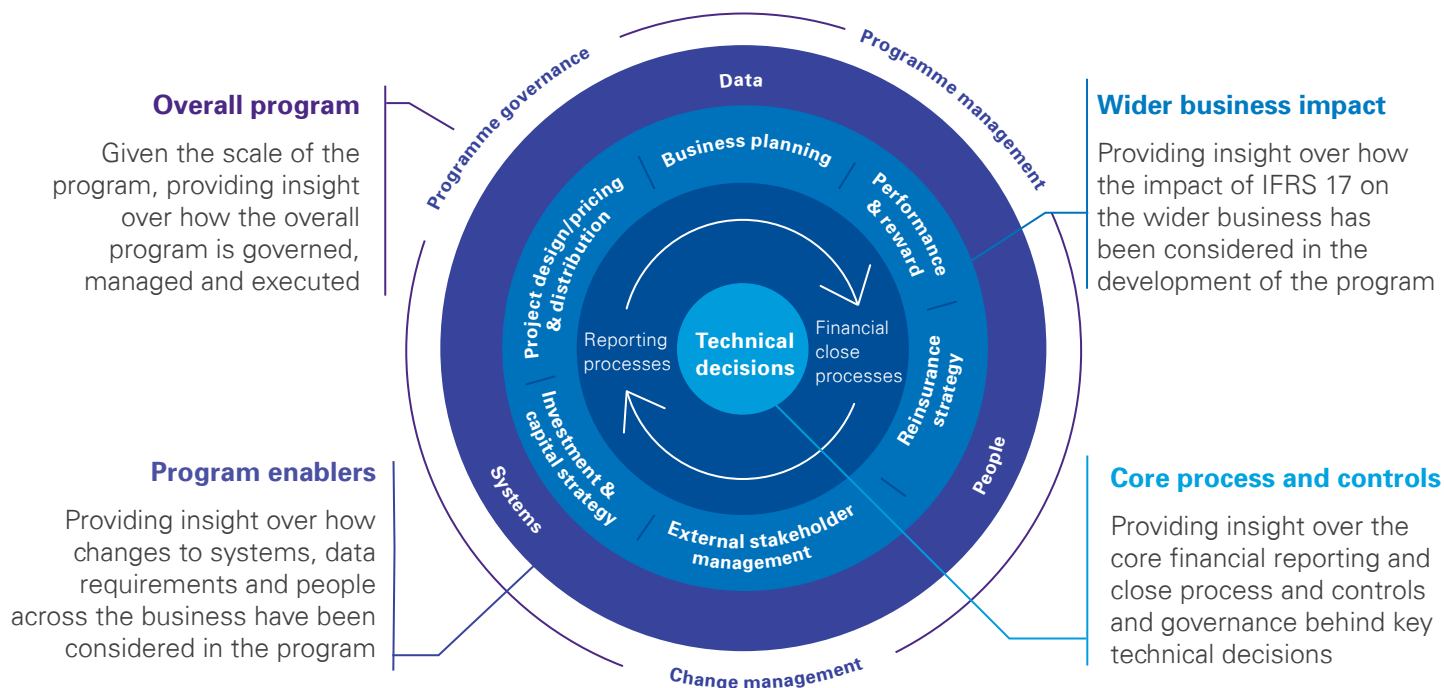 Overall program
Given the scale of the
program, providing insight
over how the overall
program is governed,
managed and executed
Program enablers
Providing insight over how
changes to systems, data
requirements and people
across the business have been
considered in the program
Programme governance
Programme management
Change management
Data
People
Systems
Business planning
Performance
& reward
Reinsurance
strategy
External stakeholder
management
Investment &
capital strategy
Project design/pricing
& distribution
Reporting
processes
Technical
decisions
Financial
close
processes
Wider business impact
Providing insight over how
the impact of IFRS 17 on
the wider business has
been considered in the
development of the program
Core process and controls
Providing insight over the
core financial reporting and
close process and controls
and governance behind key
technical decisions